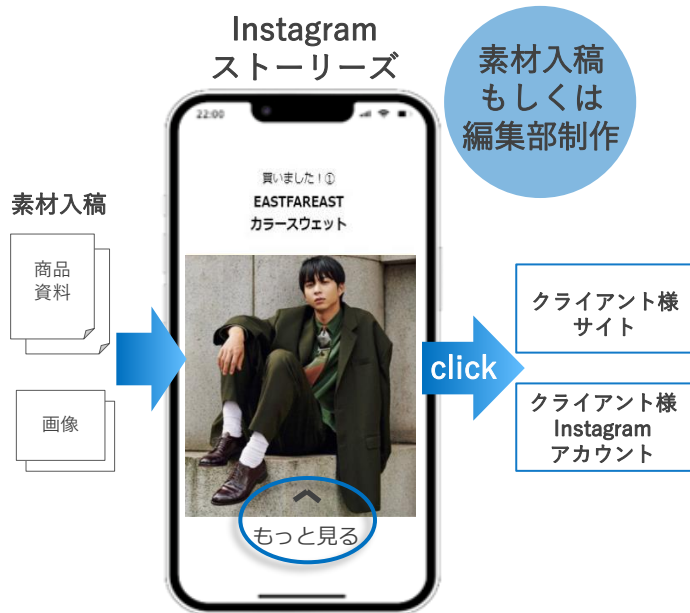 Instagram
ストーリーズ
素材入稿
もしくは
編集部制作
22:00
買いました！①
EASTFAREAST
カラースウェット
素材入稿
商品
資料
画像
click
もっと見る
クライアント様
サイト
クライアント様
Instagram
アカウント